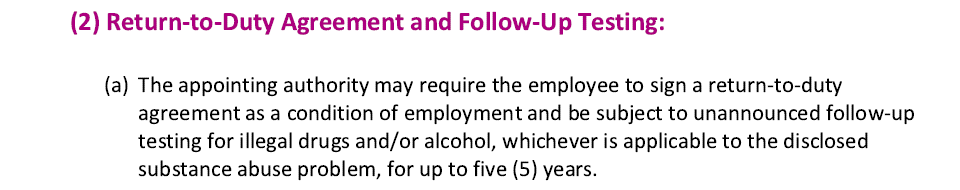 (2) Return-to-Duty Agreement and Follow-Up Testing:
(a) The appointing authority may require the employee to sign a return-to-duty
agreement as a condition of employment and be subject to unannounced follow-up
testing for illegal drugs and/or alcohol, whichever is applicable to the disclosed
substance abuse problem, for up to five (5) years.